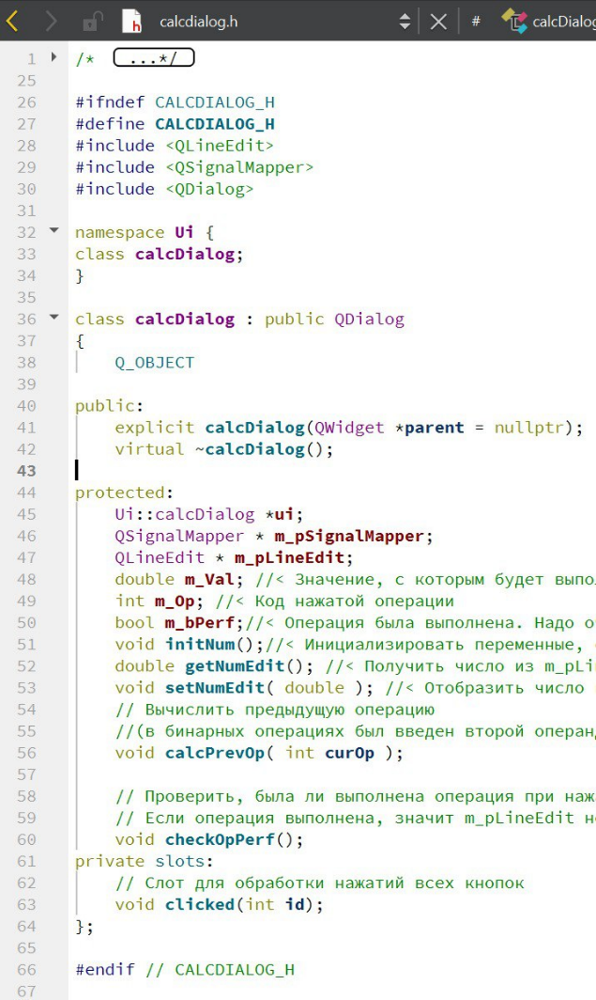 calcdialog.h # calcDialog
1 /* ...*/
25
26 #ifndef CALCDIALOG_H
27 #define CALCDIALOG_H
28 #include <QLineEdit>
29 #include <QSignalMapper>
30 #include <QDialog>
31
32 namespace Ui {
33 class calcDialog;
34 }
35
36 class calcDialog : public QDialog
37 {
38 Q_OBJECT
39
40 public:
41 explicit calcDialog(QWidget *parent = nullptr);
42 virtual ~calcDialog();
43
44 protected:
45 Ui::calcDialog *ui;
46 QSignalMapper * m_pSignalMapper;
47 QLineEdit * m_pLineEdit;
48 double m_Val; //< Значение, с которым будет
49 int m_Op; //< Код нажатой операции
50 bool m_bPerf;//< Операция была выполнена. Надо
51 void initNum();//< Инициализировать переменные,
52 double getNumEdit(); //< Получить число из
53 void setNumEdit( double ); //< Отобразить число
54 // Вычислить предыдущую операцию
55 //(в бинарных операциях был введен второй операнд
56 void calcPrevOp( int curOp );
57
58 // Проверить, была ли выполнена операция при
59 // Если операция выполнена, значит m_pLineEdit
60 void checkOpPerf();
61 private slots:
62 // Слот для обработки нажатий всех кнопок
63 void clicked(int id);
64 };
65
66 #endif // CALCDIALOG_H
67